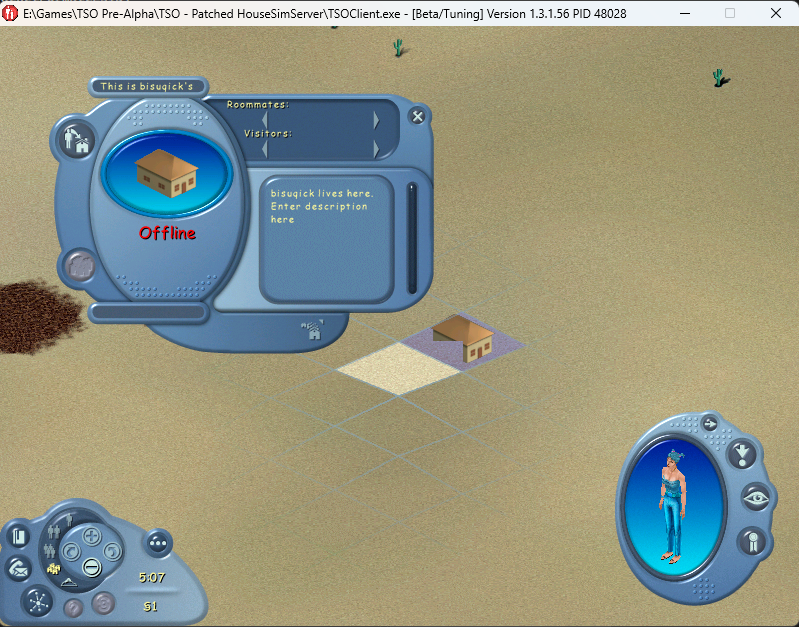 E:\Games\TSO Pre-Alpha\TSO - Patched HouseSimServer\TSOClient.exe - [Beta/Tuning] Version 1.3.1.56 PID 48028
This is bisuqick's
Roommates:
Visitors:
bisuqick lives here.
Enter description
here
Offline
5:07
§1